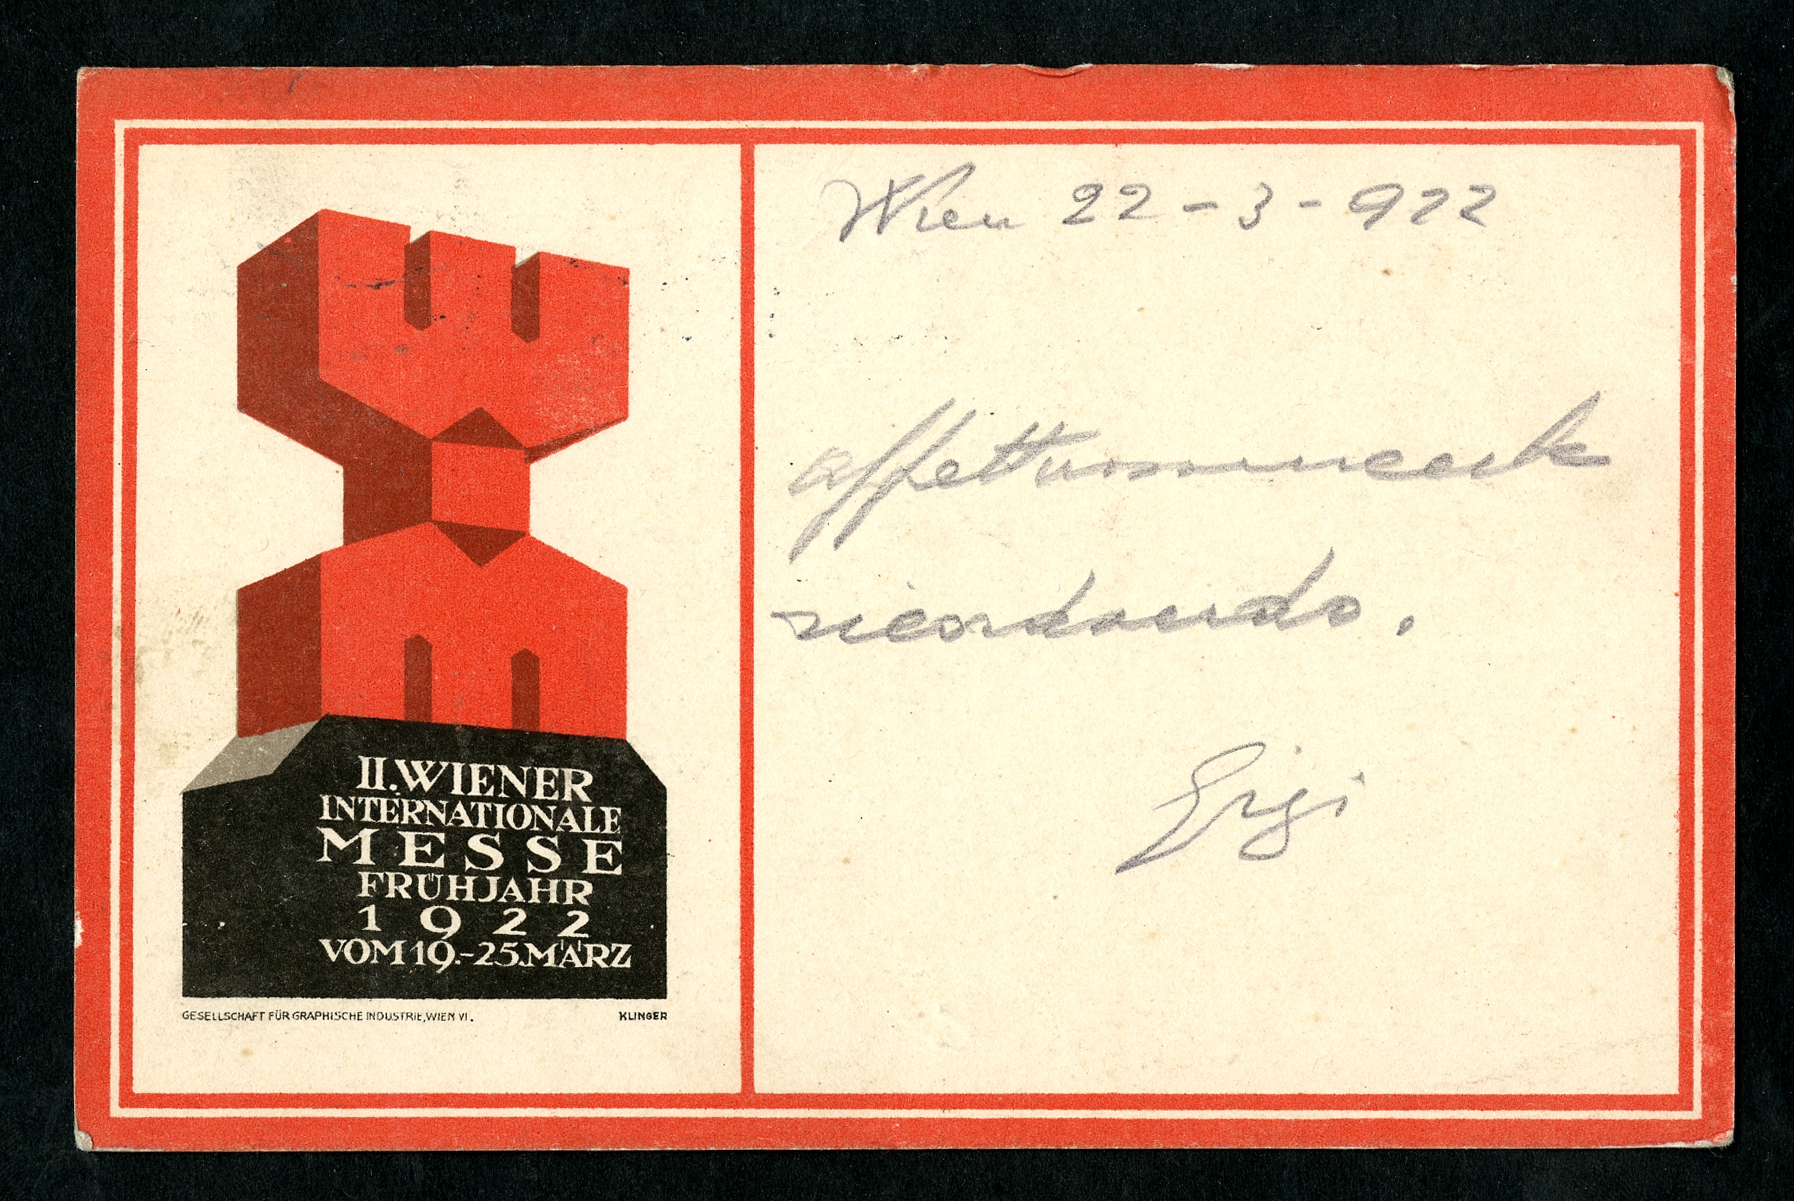 II. WIENER
INTERNATIONALE
MESSE
FRÜHJAHR
1922
VOM 19.-25. MÄRZ
GESELLSCHAFT FÜR GRAPHISCHE INDUSTRIE, WIEN VI.
KLINGER
Wien 22-3-922
affettuosamente
ricordando.
Gigi